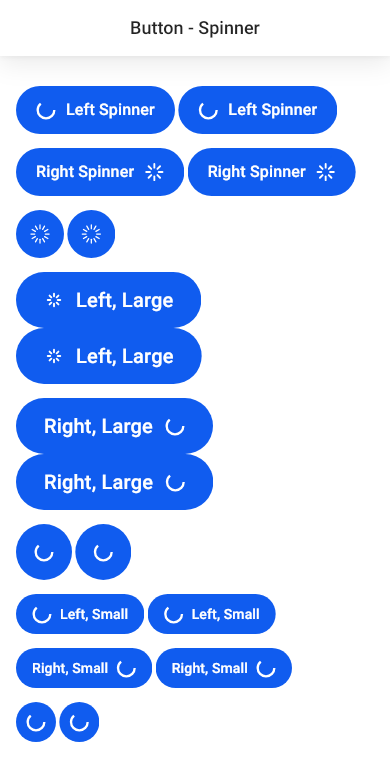 Button - Spinner
Left Spinner Left Spinner
Right Spinner Right Spinner
Left, Large
Left, Large
Right, Large
Right, Large
Left, Small Left, Small
Right, Small Right, Small